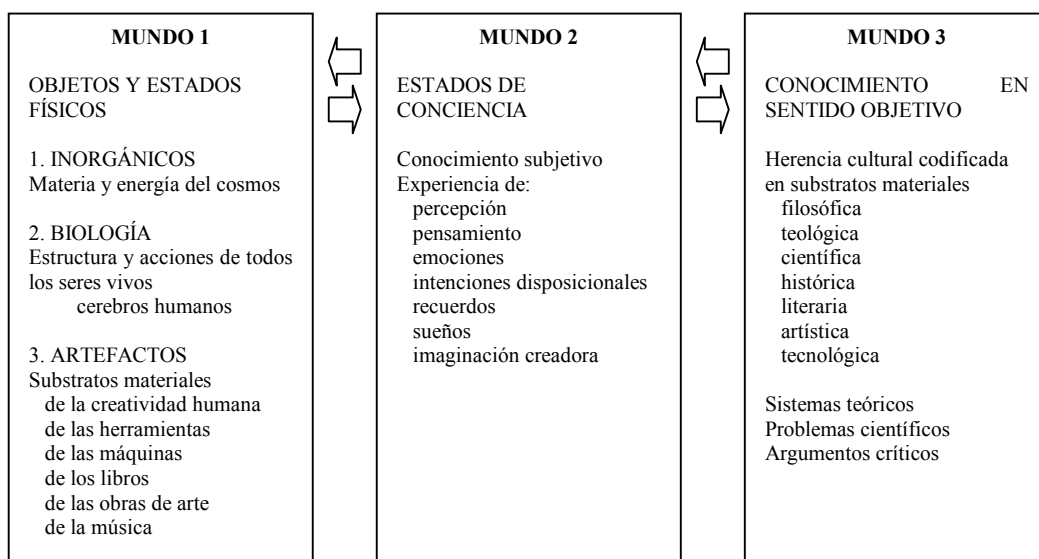 MUNDO 1
OBJETOS Y ESTADOS
FÍSICOS
1. INORGÁNICOS
Materia y energía del cosmos
2. BIOLOGÍA
Estructura y acciones de todos
los seres vivos
cerebros humanos
3. ARTEFACTOS
Substratos materiales
de la creatividad humana
de las herramientas
de las máquinas
de los libros
de las obras de arte
de la música
MUNDO 2
ESTADOS DE
CONCIENCIA
Conocimiento subjetivo
Experiencia de:
percepción
pensamiento
emociones
intenciones disposicionales
recuerdos
sueños
imaginación creadora
MUNDO 3
CONOCIMIENTO EN
SENTIDO OBJETIVO
Herencia cultural codificada
en substratos materiales
filosófica
teológica
científica
histórica
literaria
artística
tecnológica
Sistemas teóricos
Problemas científicos
Argumentos críticos